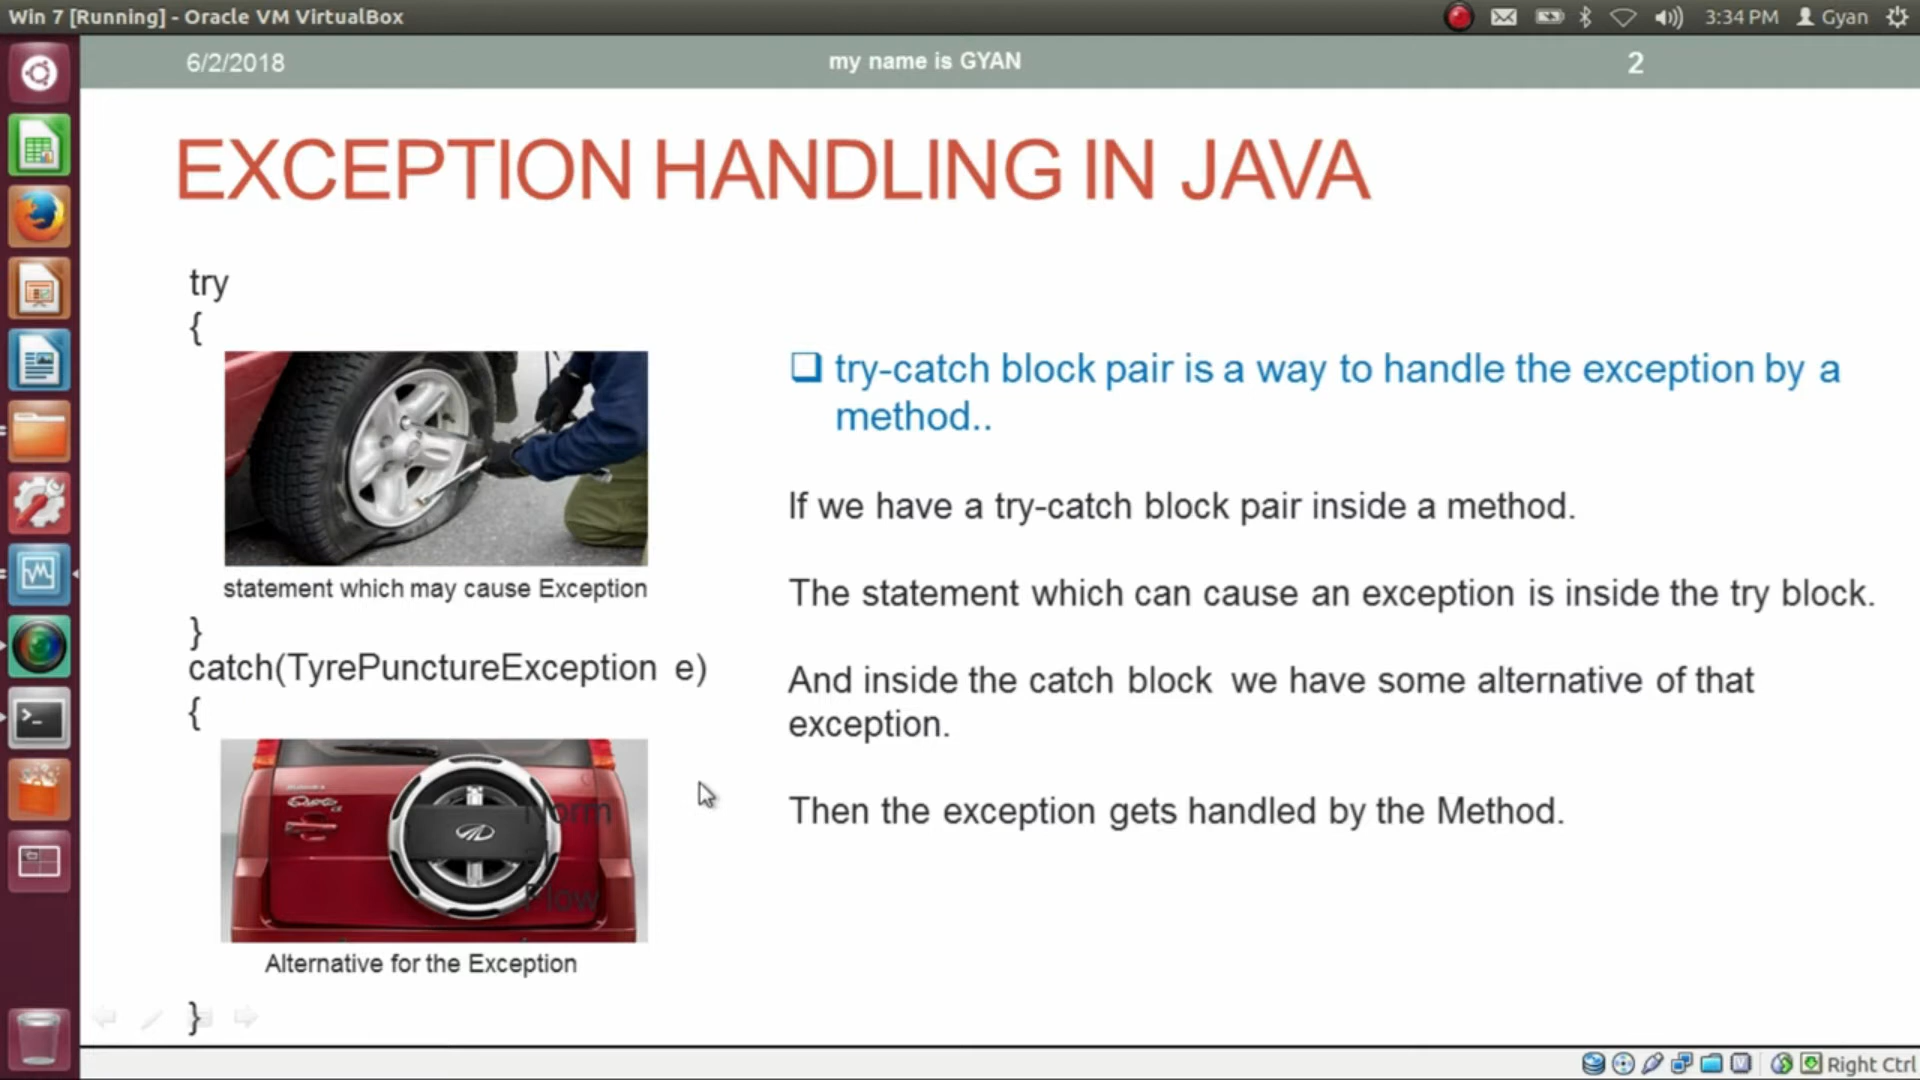 Win 7 [Running] - Oracle VM VirtualBox
3:34 PM Gyan
6/2/2018
my name is GYAN
2
EXCEPTION HANDLING IN JAVA
try
{
statement which may cause Exception
}
catch(TyrePunctureException e)
{
Norm
Flow
Alternative for the Exception
}
try-catch block pair is a way to handle the exception by a
method..
If we have a try-catch block pair inside a method.
The statement which can cause an exception is inside the try block.
And inside the catch block we have some alternative of that
exception.
Then the exception gets handled by the Method.
Right Ctrl